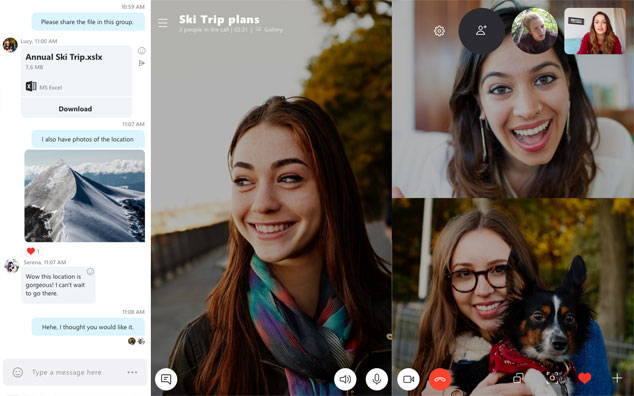 10:59 AM
Please share the file in this group.
Lucy, 11:00 AM
Annual Ski Trip.xslx
7,6 MB
MS Excel
Download
11:07 AM
I also have photos of the location
1
Serena, 11:07 AM
Wow this location is
gorgeous! I can't wait
to go there.
11:08 AM
Hehe, I thought you would like it.
Type a message here
Ski Trip plans
3 people in the call | 02:21 | Gallery